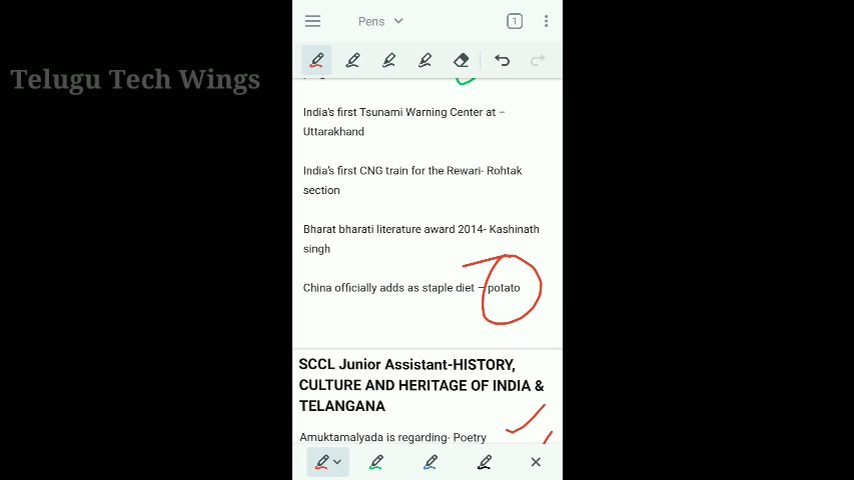 Pens
1
Telugu Tech Wings
India's first Tsunami Warning Center at –
Uttarakhand
India's first CNG train for the Rewari- Rohtak
section
Bharat bharati literature award 2014- Kashinath
singh
China officially adds as staple diet – potato
SCCL Junior Assistant-HISTORY,
CULTURE AND HERITAGE OF INDIA &
TELANGANA
Amuktamalyada is regarding- Poetry